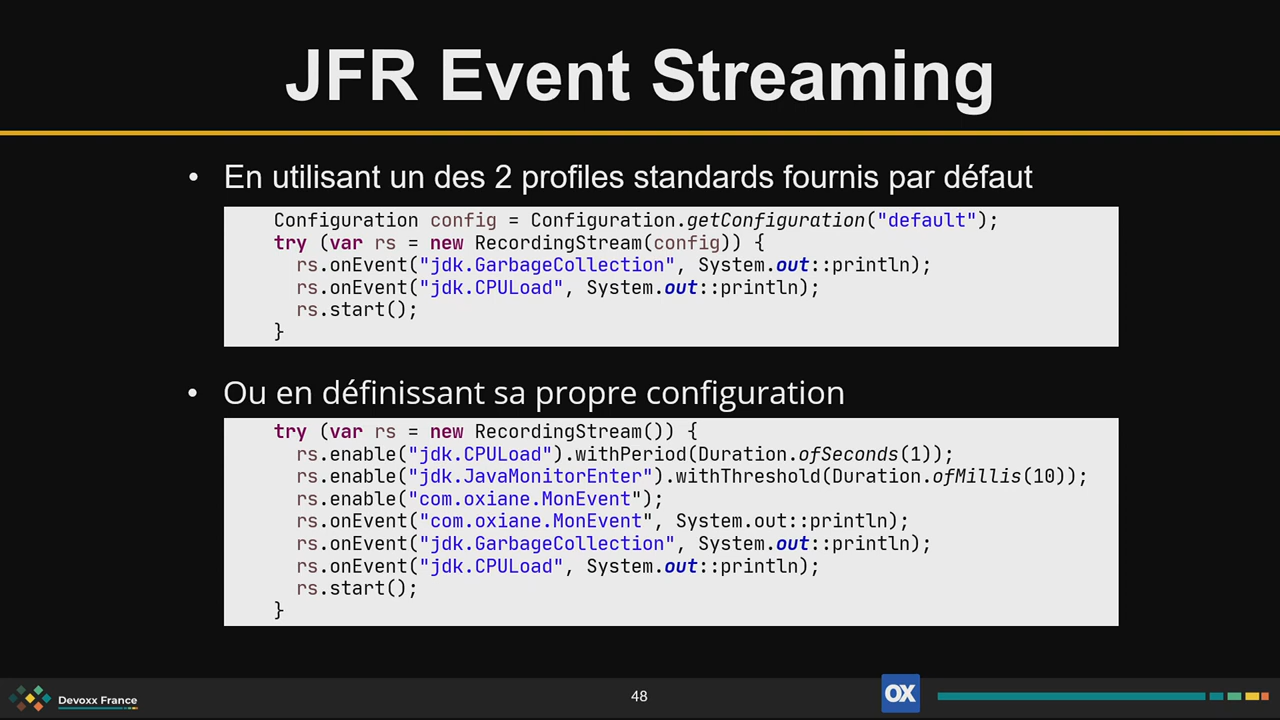 JFR Event Streaming
• En utilisant un des 2 profiles standards fournis par défaut
Configuration config = Configuration.getConfiguration("default");
try (var rs = new RecordingStream(config)) {
rs.onEvent("jdk.GarbageCollection", System.out::println);
rs.onEvent("jdk.CPULoad", System.out::println);
rs.start();
}
• Ou en définissant sa propre configuration
try (var rs = new RecordingStream()) {
rs.enable("jdk.CPULoad").withPeriod(Duration.ofSeconds(1));
rs.enable("jdk.JavaMonitorEnter").withThreshold(Duration.ofMillis(10));
rs.enable("com.oxiane.MonEvent");
rs.onEvent("com.oxiane.MonEvent", System.out::println);
rs.onEvent("jdk.GarbageCollection", System.out::println);
rs.onEvent("jdk.CPULoad", System.out::println);
rs.start();
}
Devoxx France
48
OX